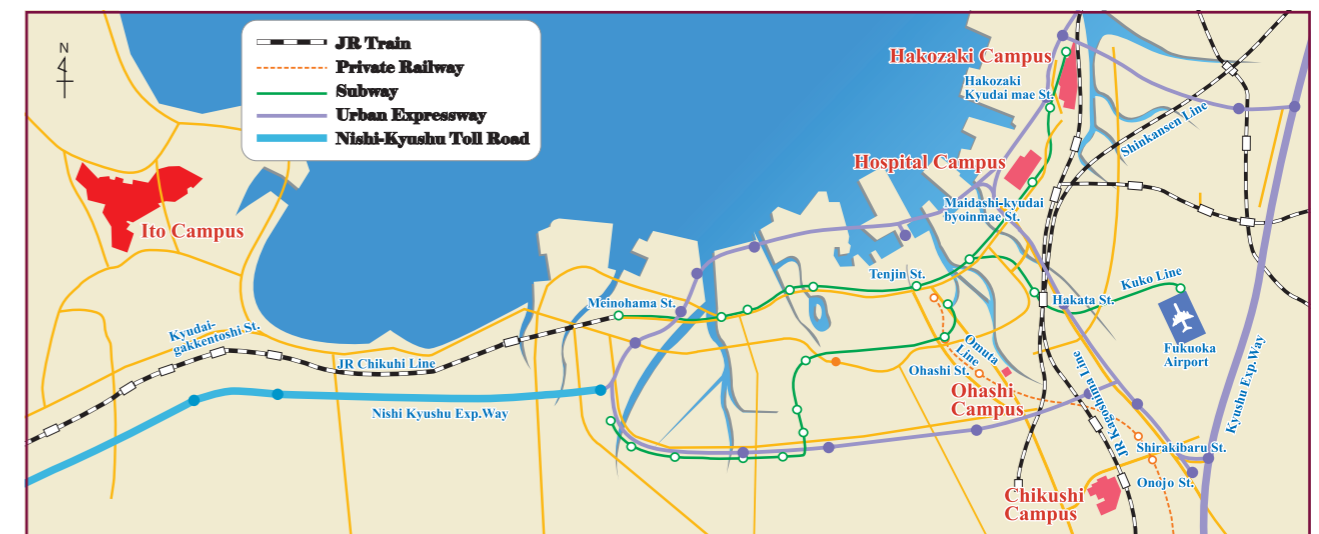 N
JR Train
Private Railway
Subway
Urban Expressway
Nishi-Kyushu Toll Road
Hakozaki Campus
Hakozaki
Kyudai mae St.
Shinkansen Line
Hospital Campus
Maidashi-kyudai
byoinmae St.
Ito Campus
Tenjin St.
Kuko Line
Meinohama St.
Hakata St.
Kyudai-
gakkentoshi St.
Fukuoka
Airport
JR Chikuhi Line
Omuta
Line
Ohashi St.
Ohashi
Campus
Nishi Kyushu Exp.Way
JR Kagoshima Line
Kyushu Exp.Way
Shirakibaru St.
Onojo St.
Chikushi
Campus